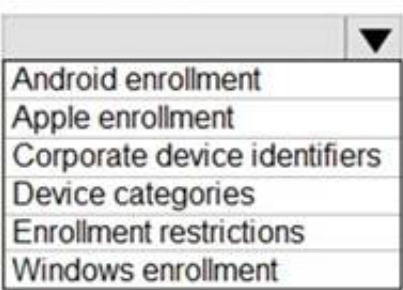 Android enrollment
Apple enrollment
Corporate device identifiers
Device categories
Enrollment restrictions
Windows enrollment